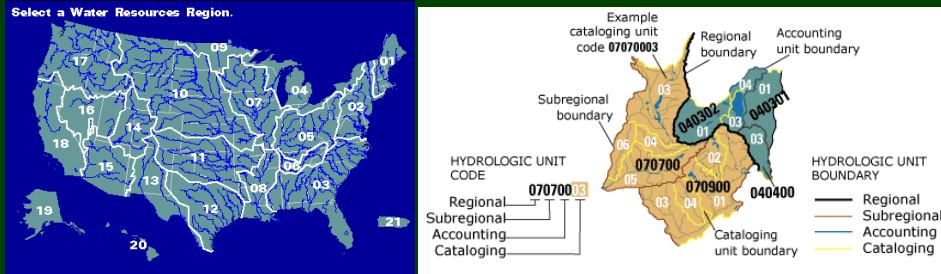 Select a Water Resources Region.
09
01
17
04
10
02
07
16
14
05
18
11
15
06
03
13
08
12
19
21
20
Example
cataloging unit
code 07070003
Regional
boundary
Accounting
unit boundary
Subregional
boundary
03
04
01
040302
040301
01
03
03
06
04
02
070700
05
070900
040400
03
04
01
Cataloging
unit boundary
HYDROLOGIC UNIT
CODE
07070003
Regional
Subregional
Accounting
Cataloging
HYDROLOGIC UNIT
BOUNDARY
Regional
Subregional
Accounting
Cataloging